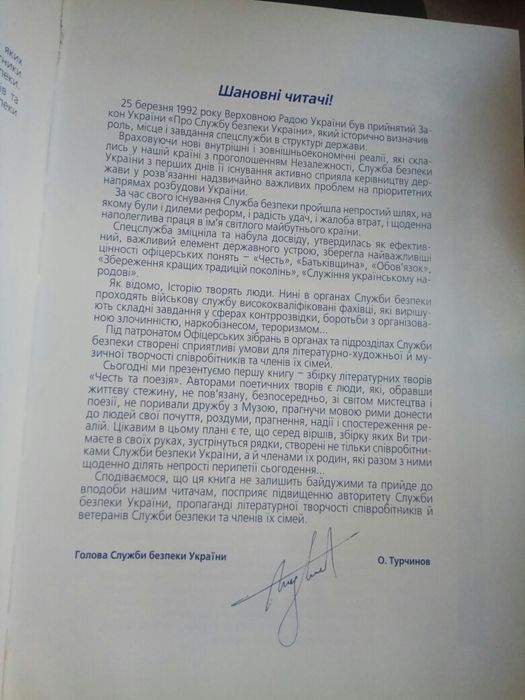 яких
тники
пеки.
ів та
пеки
Шановні читачі!
25 березня 1992 року Верховною Радою України був прийнятий За-
кон України «Про Службу безпеки України», який історично визначив
роль, місце і завдання спецслужби в структурі держави.
Враховуючи нові внутрішні і зовнішньоекономічні реалії, які скла-
лись у нашій країні з проголошенням Незалежності, Служба безпеки
України з перших днів її існування активно сприяла керівництву дер-
жави у розв'язанні надзвичайно важливих проблем на пріоритетних
напрямах розбудови України.
За час свого існування Служба безпеки пройшла непростий шлях, на
якому були і дилеми реформ, і радість удач, і жалоба втрат, і щоденна
наполеглива праця в ім'я світлого майбутнього країни.
Спецслужба зміцніла та набула досвіду, утвердилась як ефектив-
ний, важливий елемент державного устрою, зберегла найважливіші
цінності офіцерських понять – «Честь», «Батьківщина», «Обов'язок»,
«Збереження кращих традицій поколінь», «Служіння українському на-
родові».
Як відомо, Історію творять люди. Нині в органах Служби безпеки
проходять військову службу висококваліфіковані фахівці, які вирішу-
ють складні завдання у сферах контррозвідки, боротьби з організова-
ною злочинністю, наркобізнесом, тероризмом...
Під патронатом Офіцерських зібрань в органах та підрозділах Служби
безпеки створені сприятливі умови для літературно-художньої й му-
зичної творчості співробітників та членів їх сімей.
Сьогодні ми презентуємо першу книгу – збірку літературних творів
«Честь та поезія». Авторами поетичних творів є люди, які, обравши
життєву стежину, не пов'язану, безпосередньо, зі світом мистецтва і
поезії, не поривали дружбу з Музою, прагнучи мовою рими донести
до людей свої почуття, роздуми, прагнення, надії і спостереження ре-
алій. Цікавим в цьому плані є те, що серед віршів, збірку яких Ви три-
маєте в своїх руках, зустрінуться рядки, створені не тільки співробітни-
ками Служби безпеки України, а й членами їх родин, які разом з ними
щоденно ділять непрості перипетії сьогодення...
Сподіваємося, що ця книга не залишить байдужими та прийде до
вподоби нашим читачам, посприяє підвищенню авторитету Служби
безпеки України, пропаганді літературної творчості співробітників й
ветеранів Служби безпеки та членів їх сімей.
Голова Служби безпеки України О. Турчинов